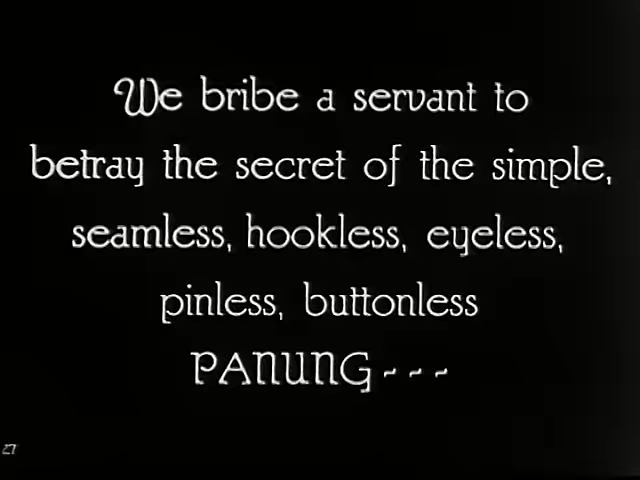 We bribe a servant to
betray the secret of the simple,
seamless, hookless, eyeless,
pinless, buttonless
PANUNG---